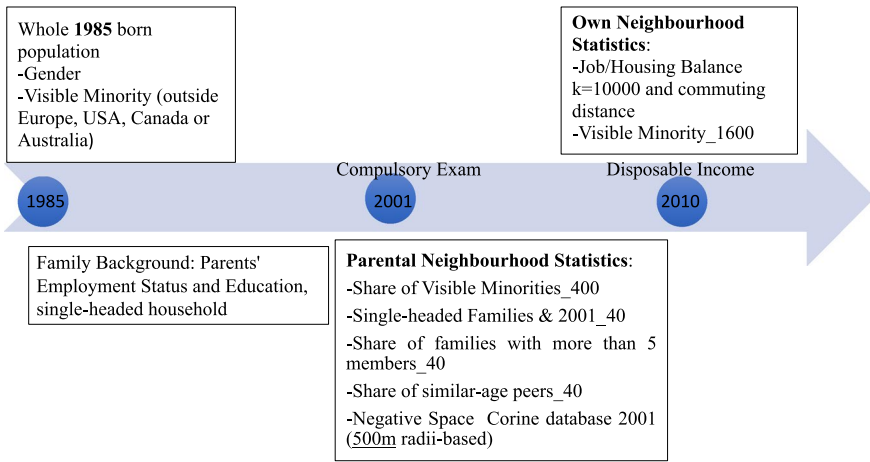 Whole 1985 born
population
-Gender
-Visible Minority (outside
Europe, USA, Canada or
Australia)
Own Neighbourhood
Statistics:
-Job/Housing Balance
k=10000 and commuting
distance
-Visible Minority_1600
Compulsory Exam
Disposable Income
1985
2001
2010
Family Background: Parents'
Employment Status and Education,
single-headed household
Parental Neighbourhood Statistics:
-Share of Visible Minorities_400
-Single-headed Families & 2001_40
-Share of families with more than 5
members_40
-Share of similar-age peers_40
-Negative Space Corine database 2001
(500m radii-based)